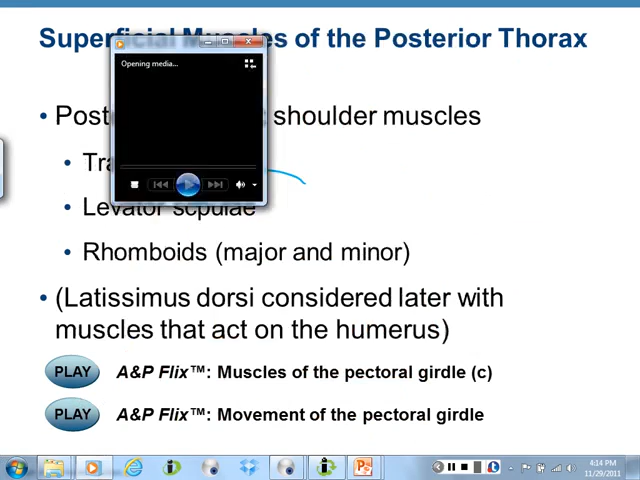 Superficial Muscles of the Posterior Thorax
Opening media...
• shoulder muscles
•
• Levator scpulae
• Rhomboids (major and minor)
• (Latissimus dorsi considered later with
muscles that act on the humerus)
PLAY A&P Flix™: Muscles of the pectoral girdle (c)
PLAY A&P Flix™: Movement of the pectoral girdle
4:14 PM
11/29/2011